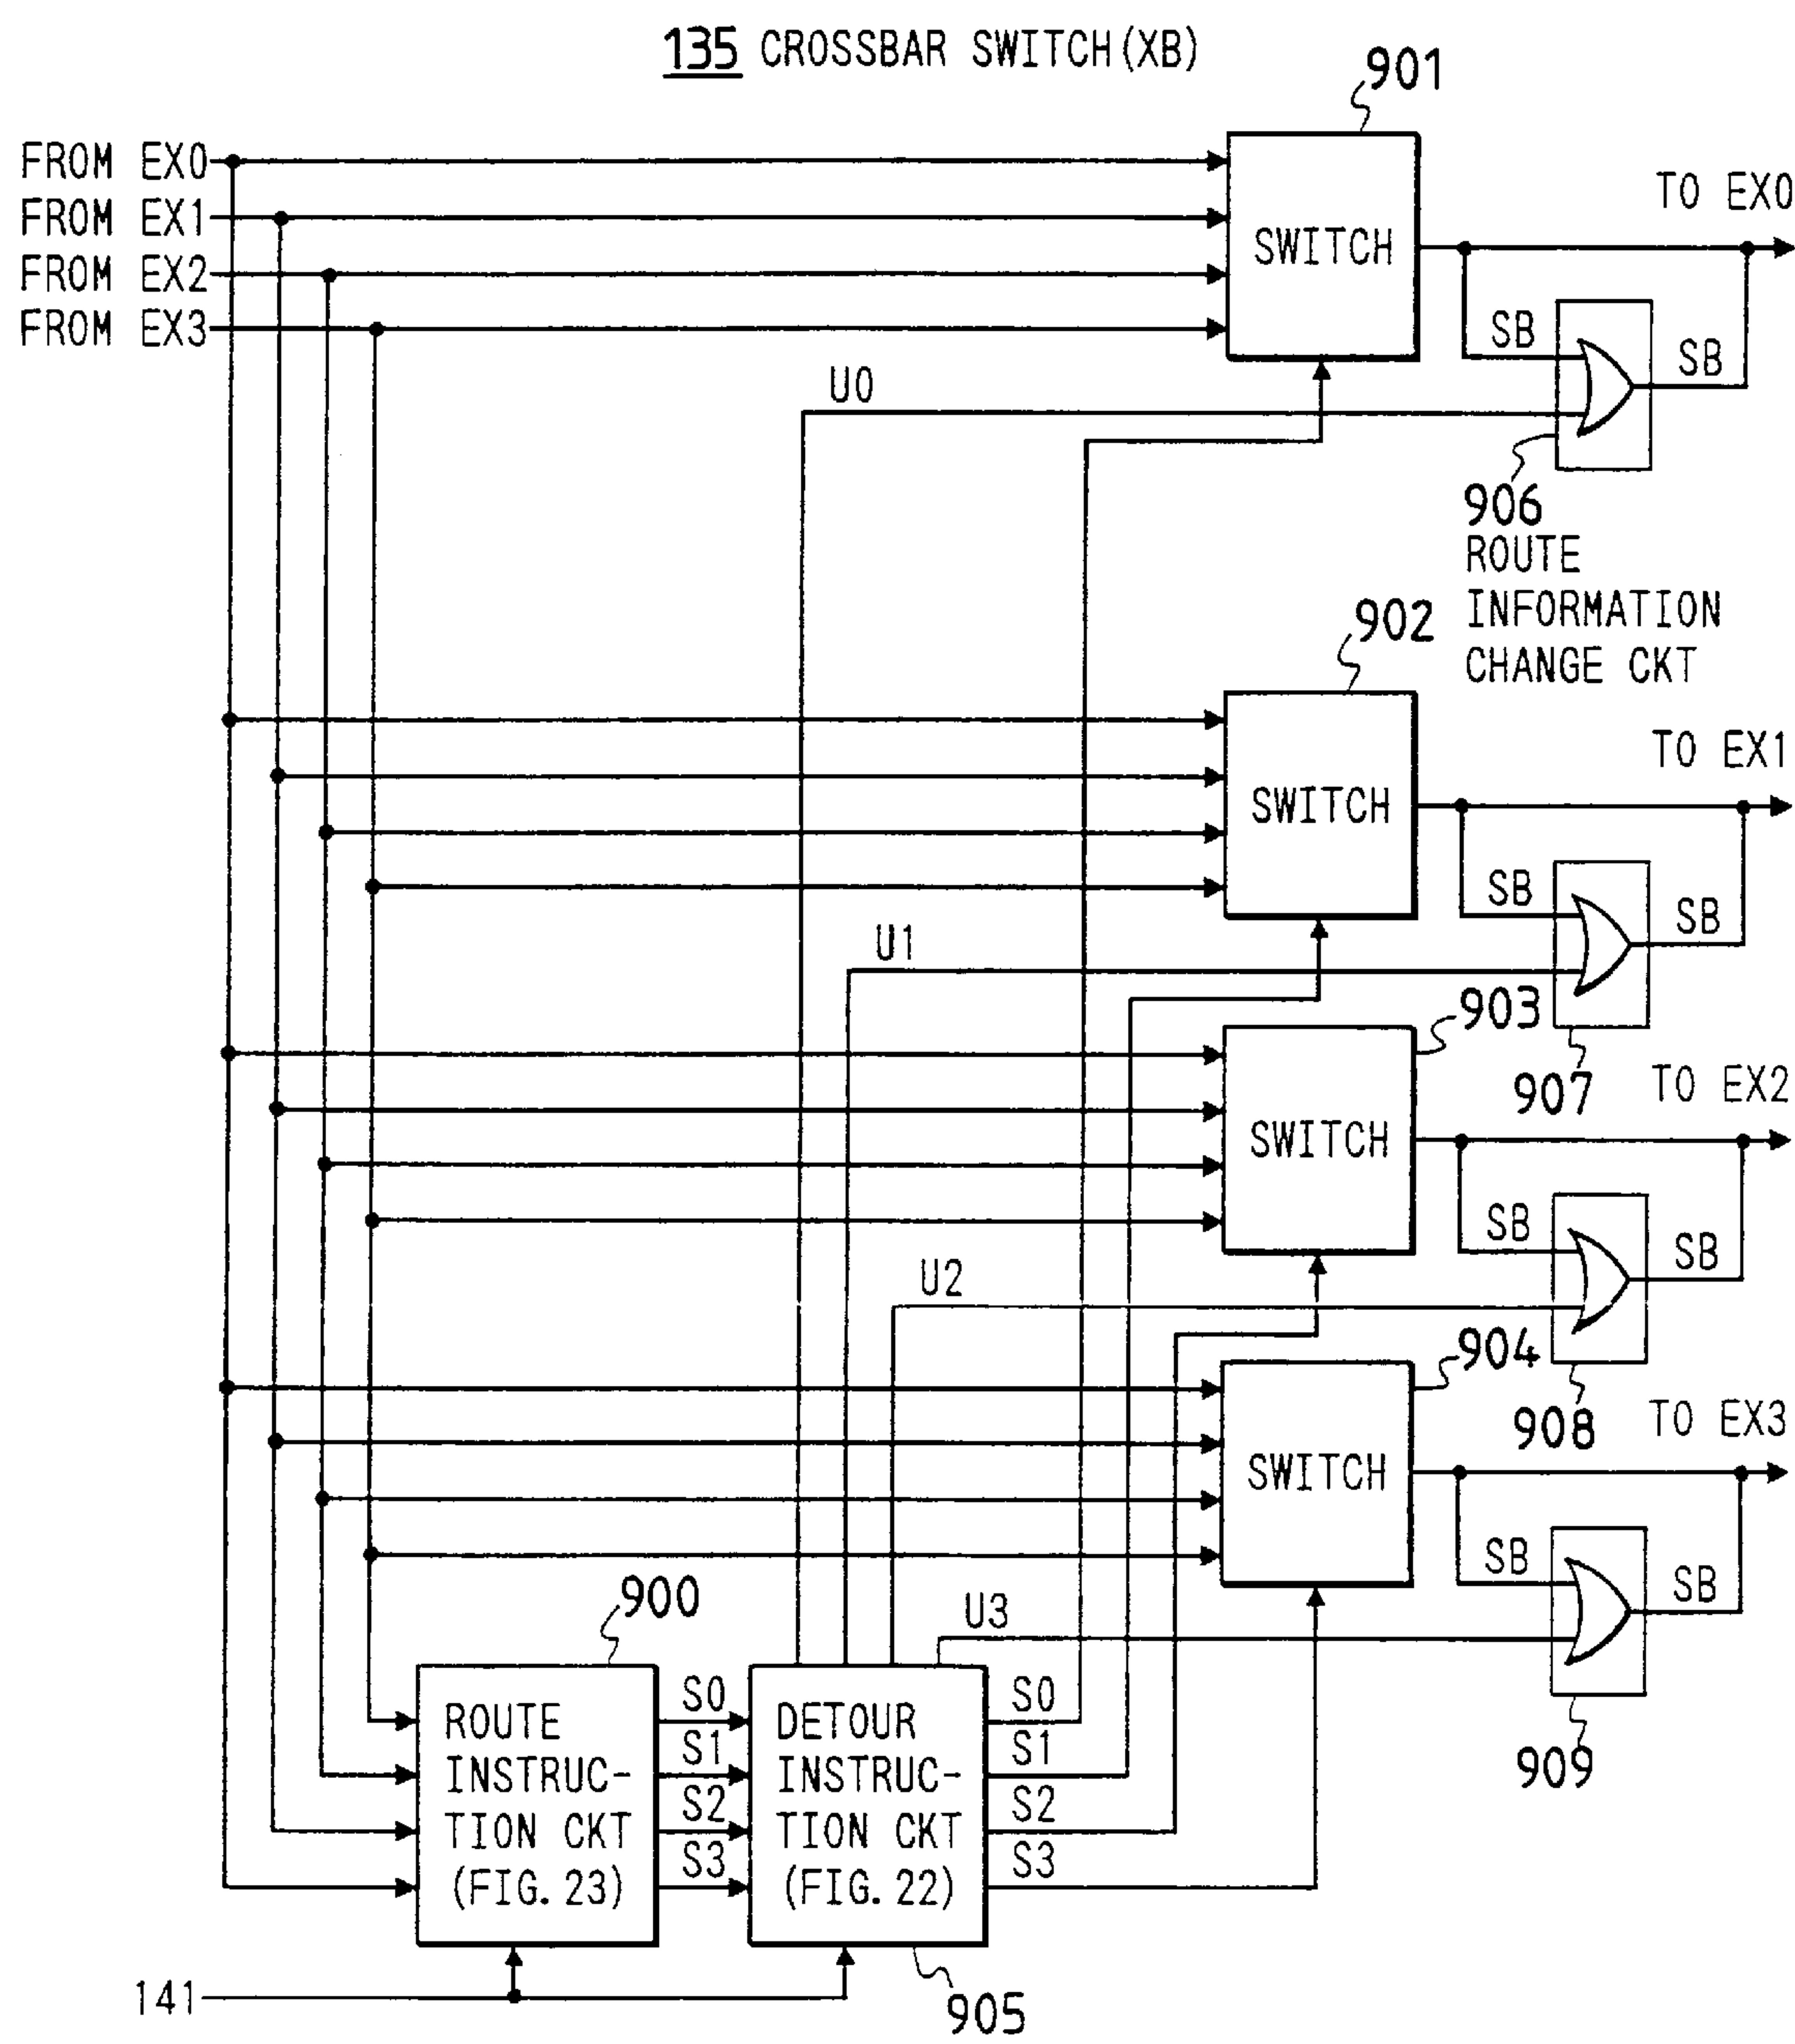 135 CROSSBAR SWITCH(XB)
901
FROM EX0
FROM EX1
FROM EX2
FROM EX3
SWITCH
TO EX0
SB
SB
U0
906
ROUTE
INFORMATION
CHANGE CKT
902
SWITCH
TO EX1
SB
SB
U1
907
903
SWITCH
TO EX2
SB
SB
U2
908
904
SWITCH
TO EX3
SB
SB
U3
909
900
ROUTE
INSTRUC-
TION CKT
(FIG. 23)
S0
S1
S2
S3
DETOUR
INSTRUC-
TION CKT
(FIG. 22)
S0
S1
S2
S3
141
905